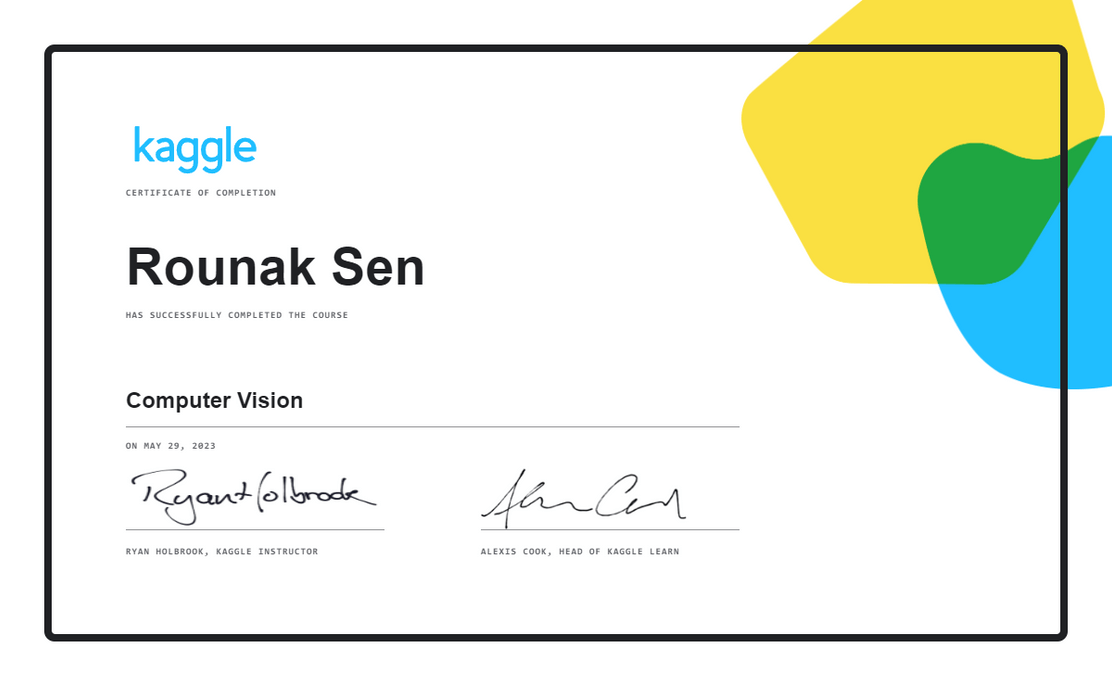 kaggle
CERTIFICATE OF COMPLETION
Rounak Sen
HAS SUCCESSFULLY COMPLETED THE COURSE
Computer Vision
ON MAY 29, 2023
Ryan Holbrook
Alexis Cook
RYAN HOLBROOK, KAGGLE INSTRUCTOR
ALEXIS COOK, HEAD OF KAGGLE LEARN